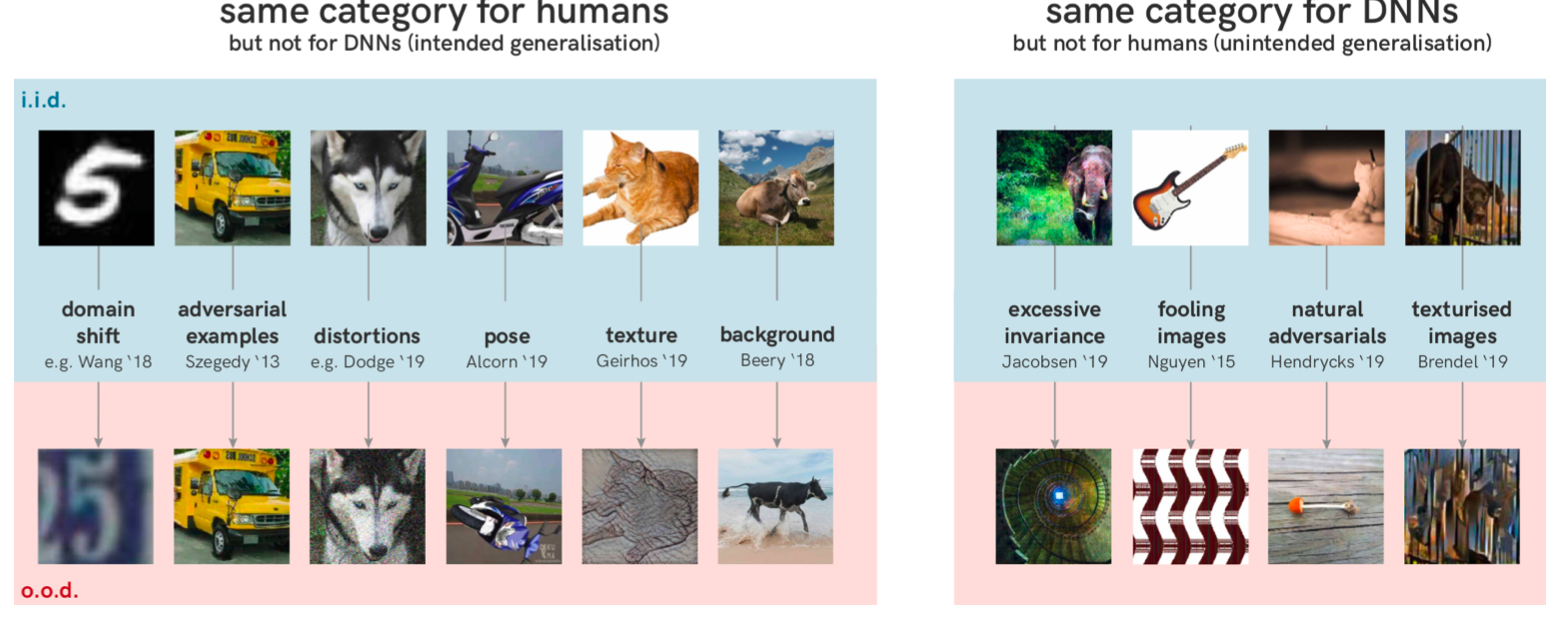 same category for humans
but not for DNNs (intended generalisation)
i.i.d.
5
domain
shift
e.g. Wang ‵18
adversarial
examples
Szegedy ‵13
distortions
e.g. Dodge ‵19
pose
Alcorn ‵19
texture
Geirhos ‵19
background
Beery ‵18
5
o.o.d.
same category for DNNs
but not for humans (unintended generalisation)
excessive
invariance
Jacobsen ‵19
fooling
images
Nguyen ‵15
natural
adversarials
Hendrycks ‵19
texturised
images
Brendel ‵19